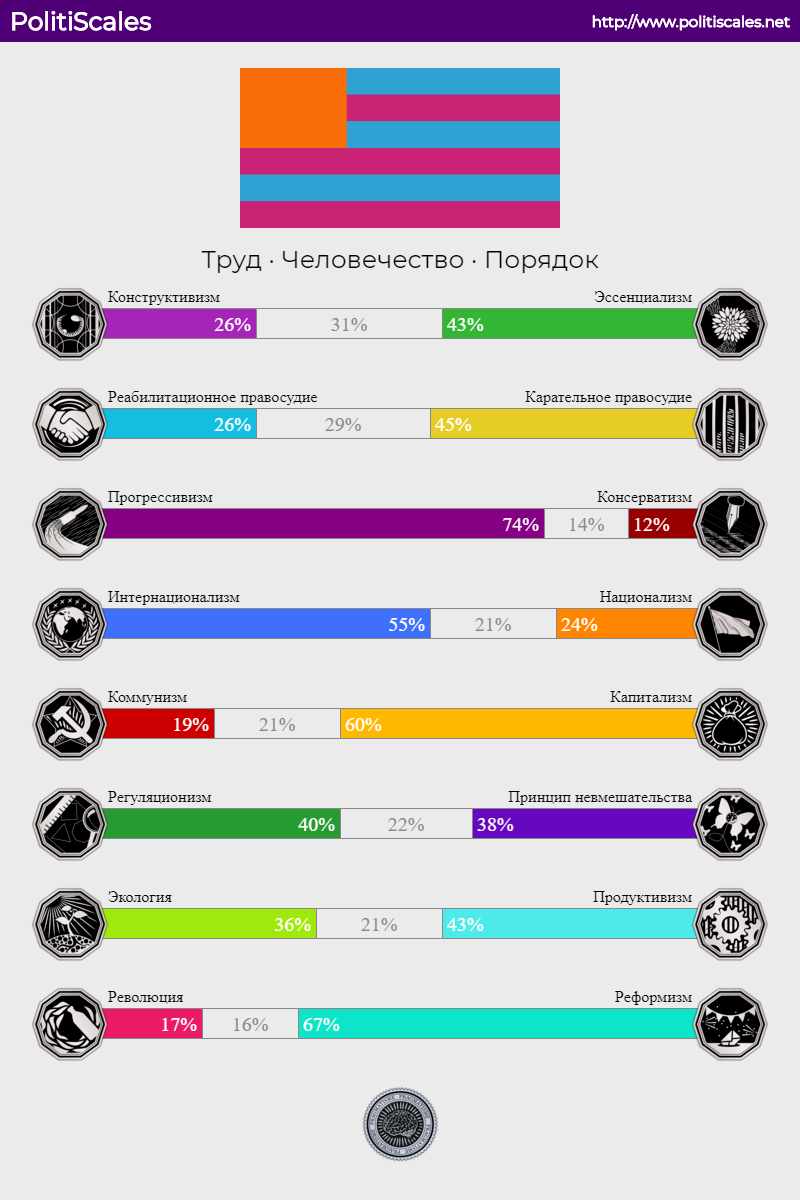 PolitiScales http://www.politiscales.net
Труд · Человечество · Порядок
Конструктивизм Эссенциализм
26% 31% 43%
Реабилитационное правосудие Карательное правосудие
26% 29% 45%
Прогрессивизм Консерватизм
74% 14% 12%
Интернационализм Национализм
55% 21% 24%
Коммунизм Капитализм
19% 21% 60%
Регуляционизм Принцип невмешательства
40% 22% 38%
Экология Продуктивизм
36% 21% 43%
Революция Реформизм
17% 16% 67%